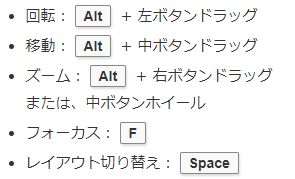 • 回転： Alt + 左ボタンドラッグ
• 移動： Alt + 中ボタンドラッグ
• ズーム： Alt + 右ボタンドラッグ
または、中ボタンホイール
• フォーカス： F
• レイアウト切り替え： Space